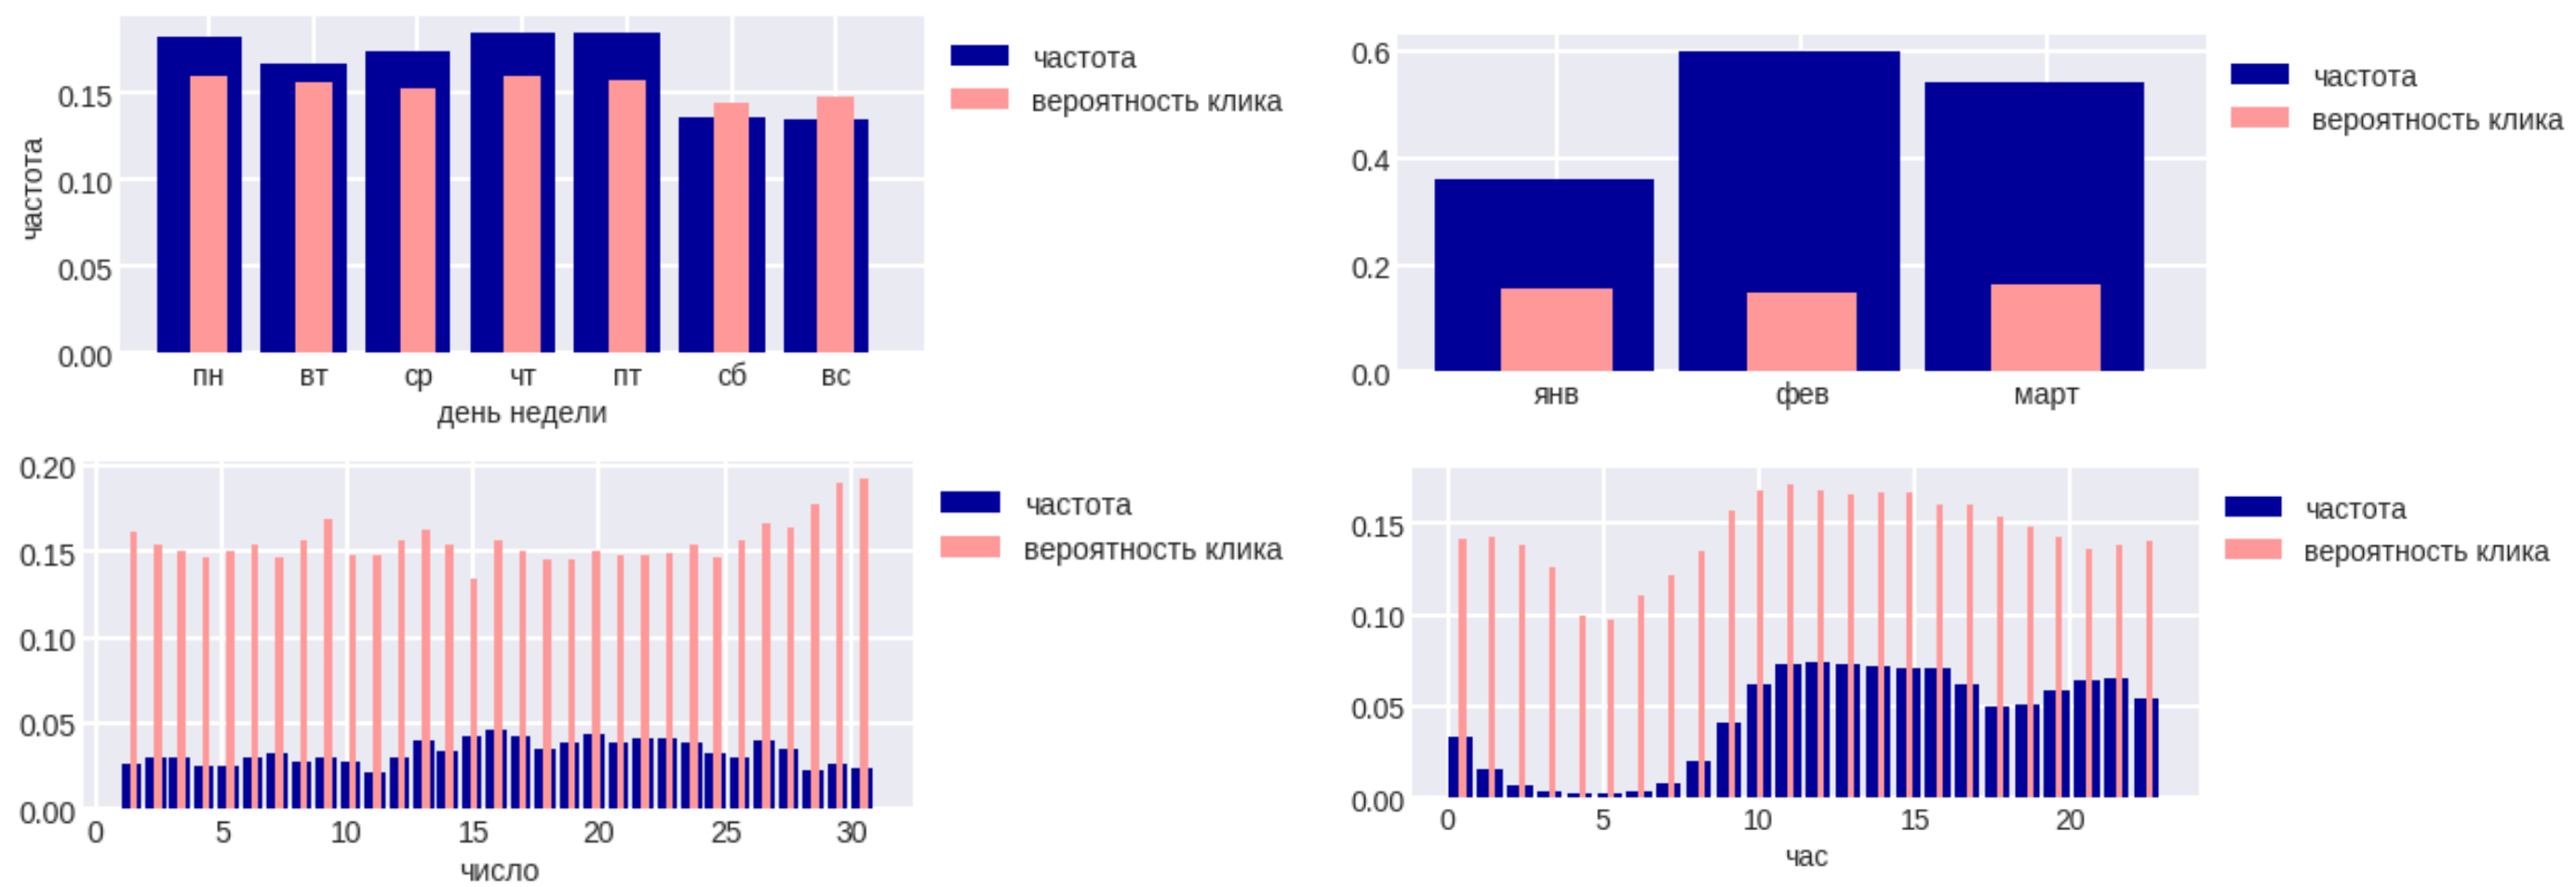 частота
0.15
0.10
0.05
0.00
пн вт ср чт пт сб вс
день недели
частота
вероятность клика
0.6
0.4
0.2
0.0
янв фев март
частота
вероятность клика
0.20
0.15
0.10
0.05
0.00
0 5 10 15 20 25 30
число
частота
вероятность клика
0.15
0.10
0.05
0.00
0 5 10 15 20
час
частота
вероятность клика